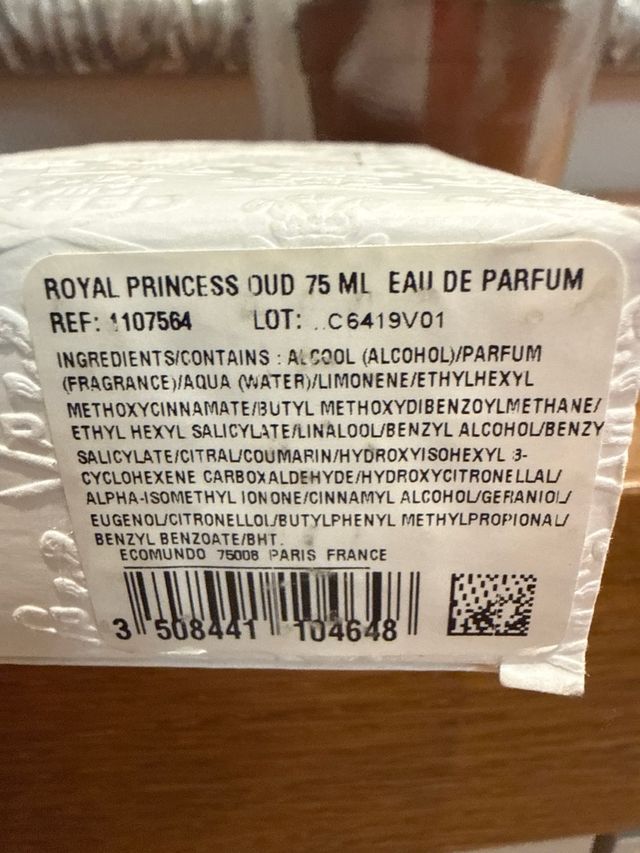 ROYAL PRINCESS OUD 75 ML EAU DE PARFUM
REF: 1107564 LOT: ..C6419V01
INGREDIENTS/CONTAINS : ALCOOL (ALCOHOL)/PARFUM
(FRAGRANCE)/AQUA (WATER)/LIMONENE/ETHYLHEXYL
METHOXYCINNAMATE/BUTYL METHOXYDIBENZOYLMETHANE/
ETHYL HEXYL SALICYLATE/LINALOOL/BENZYL ALCOHOL/BENZY
SALICYLATE/CITRAL/COUMARIN/HYDROXYISOHEXYL 3-
CYCLOHEXENE CARBOXALDEHYDE/HYDROXYCITRONELLAL/
ALPHA-ISOMETHYL IONONE/CINNAMYL ALCOHOL/GERANIOL/
EUGENOL/CITRONELLOL/BUTYLPHENYL METHYLPROPIONAL/
BENZYL BENZOATE/BHT.
ECOMUNDO 75008 PARIS FRANCE
3 508441 104648